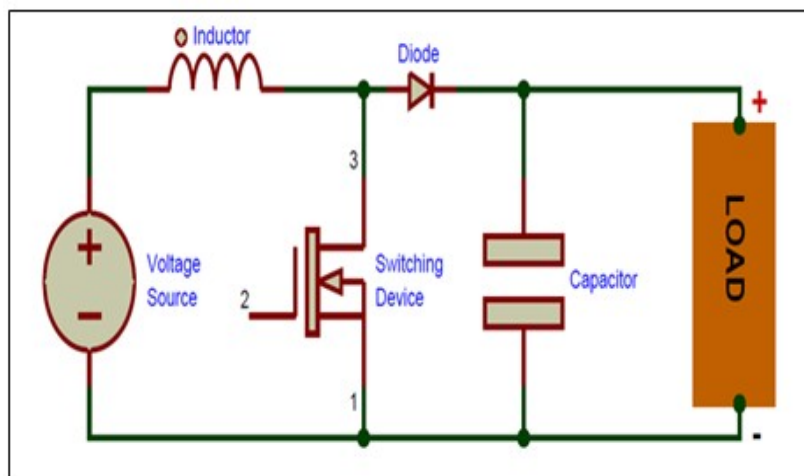 Inductor
Diode
+
3
LOAD
Voltage
Source
2
Switching
Device
Capacitor
1
-